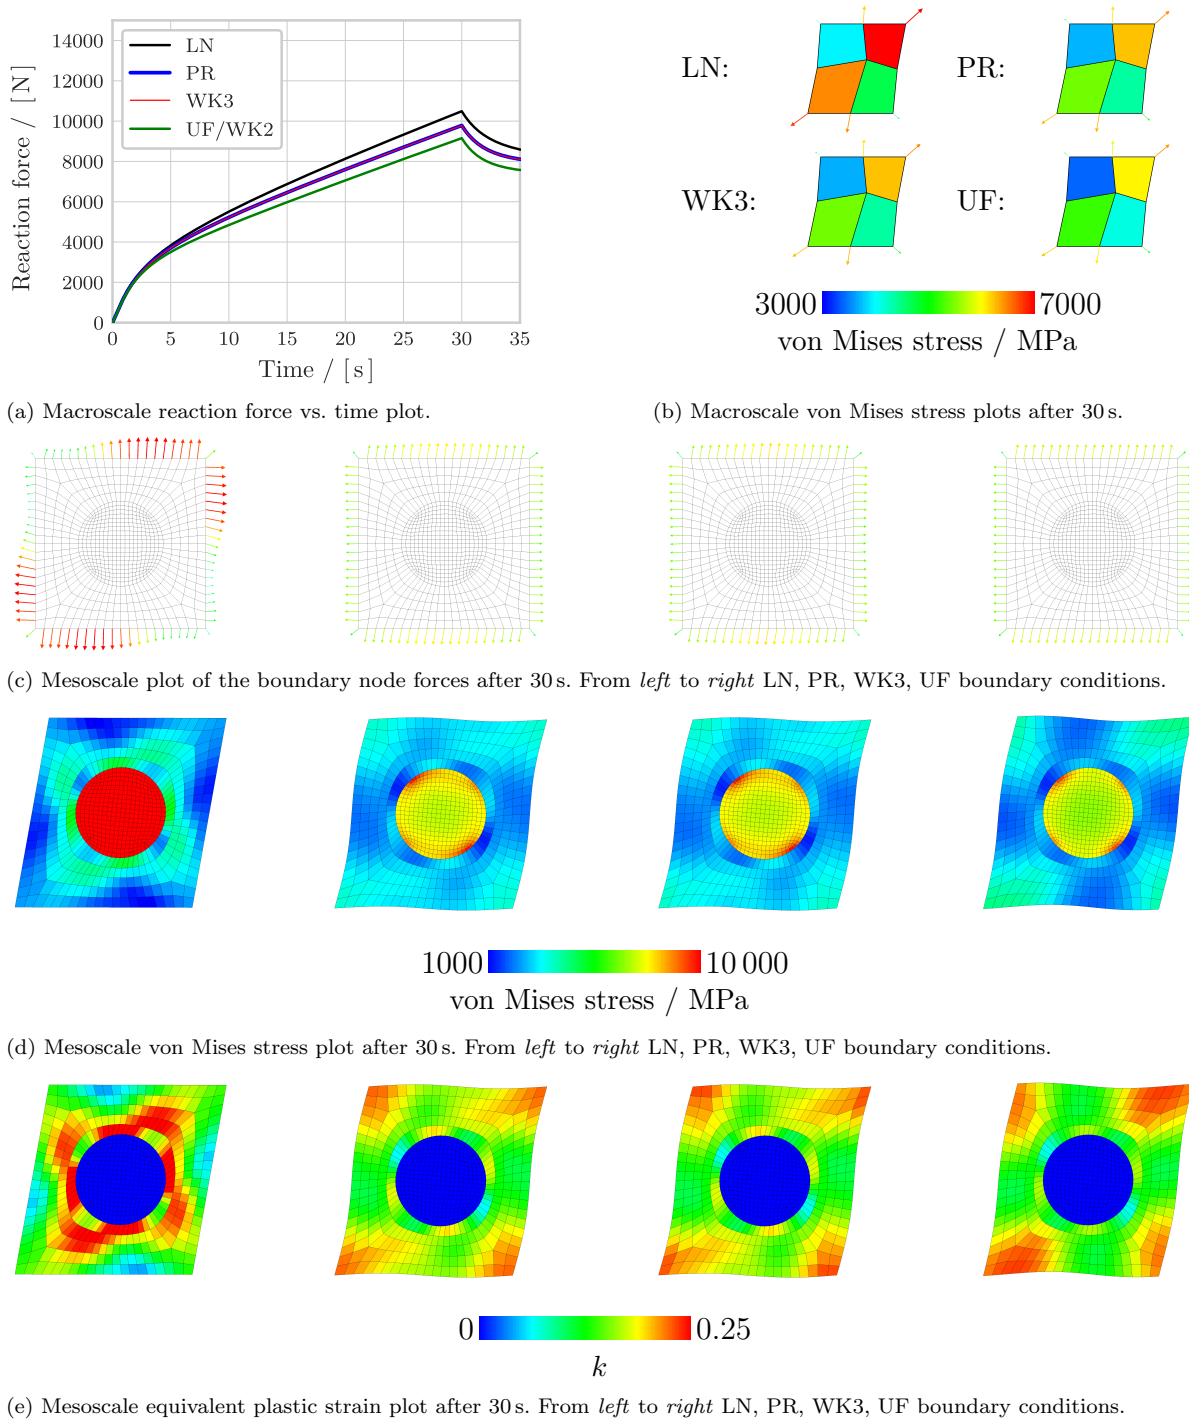 14000
12000
10000
8000
6000
4000
2000
0
Reaction force / [N]
LN
PR
WK3
UF/WK2
0 5 10 15 20 25 30 35
Time / [s]
LN: PR:
WK3: UF:
3000 7000
von Mises stress / MPa
(a) Macroscale reaction force vs. time plot.
(b) Macroscale von Mises stress plots after 30 s.
(c) Mesoscale plot of the boundary node forces after 30 s. From left to right LN, PR, WK3, UF boundary conditions.
1000 10 000
von Mises stress / MPa
(d) Mesoscale von Mises stress plot after 30 s. From left to right LN, PR, WK3, UF boundary conditions.
0 0.25
k
(e) Mesoscale equivalent plastic strain plot after 30 s. From left to right LN, PR, WK3, UF boundary conditions.